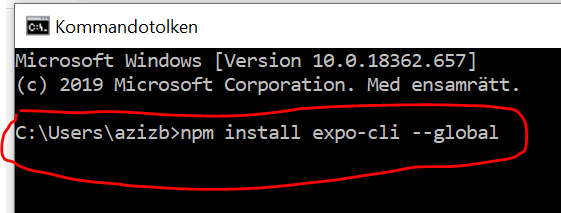 Kommandotolken
Microsoft Windows [Version 10.0.18362.657]
(c) 2019 Microsoft Corporation. Med ensamrätt.
C:\Users\azizb>npm install expo-cli --global